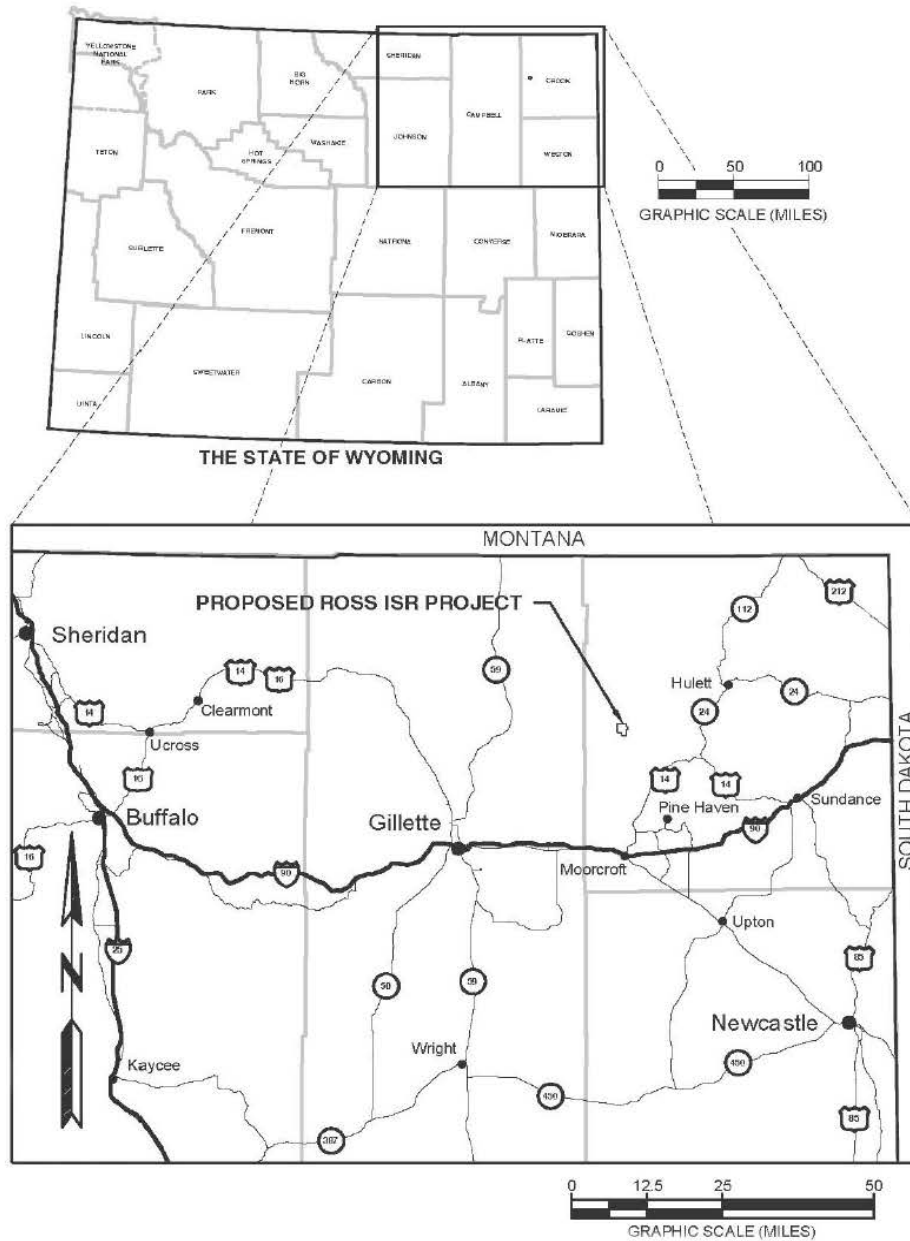 YELLOWSTONE
NATIONAL
PARK
PARK
BIG
HORN
SHERIDAN
CROOK
CAMPBELL
JOHNSON
WASHAKIE
HOT
SPRINGS
TETON
WESTON
0 50 100
GRAPHIC SCALE (MILES)
SUBLETTE
FREMONT
NATRONA
CONVERSE
NIOBRARA
LINCOLN
SWEETWATER
PLATTE
GOSHEN
CARBON
ALBANY
UINTA
LARAMIE
THE STATE OF WYOMING
MONTANA
PROPOSED ROSS ISR PROJECT
112
212
Sheridan
59
14
16
Hulett
24
Clearmont
14
24
Ucross
SOUTH DAKOTA
16
14
14
Pine Haven
Sundance
Buffalo
Gillette
90
16
90
Moorcroft
Upton
25
85
N
50
59
Newcastle
Wright
Kaycee
450
450
85
387
0 12.5 25 50
GRAPHIC SCALE (MILES)